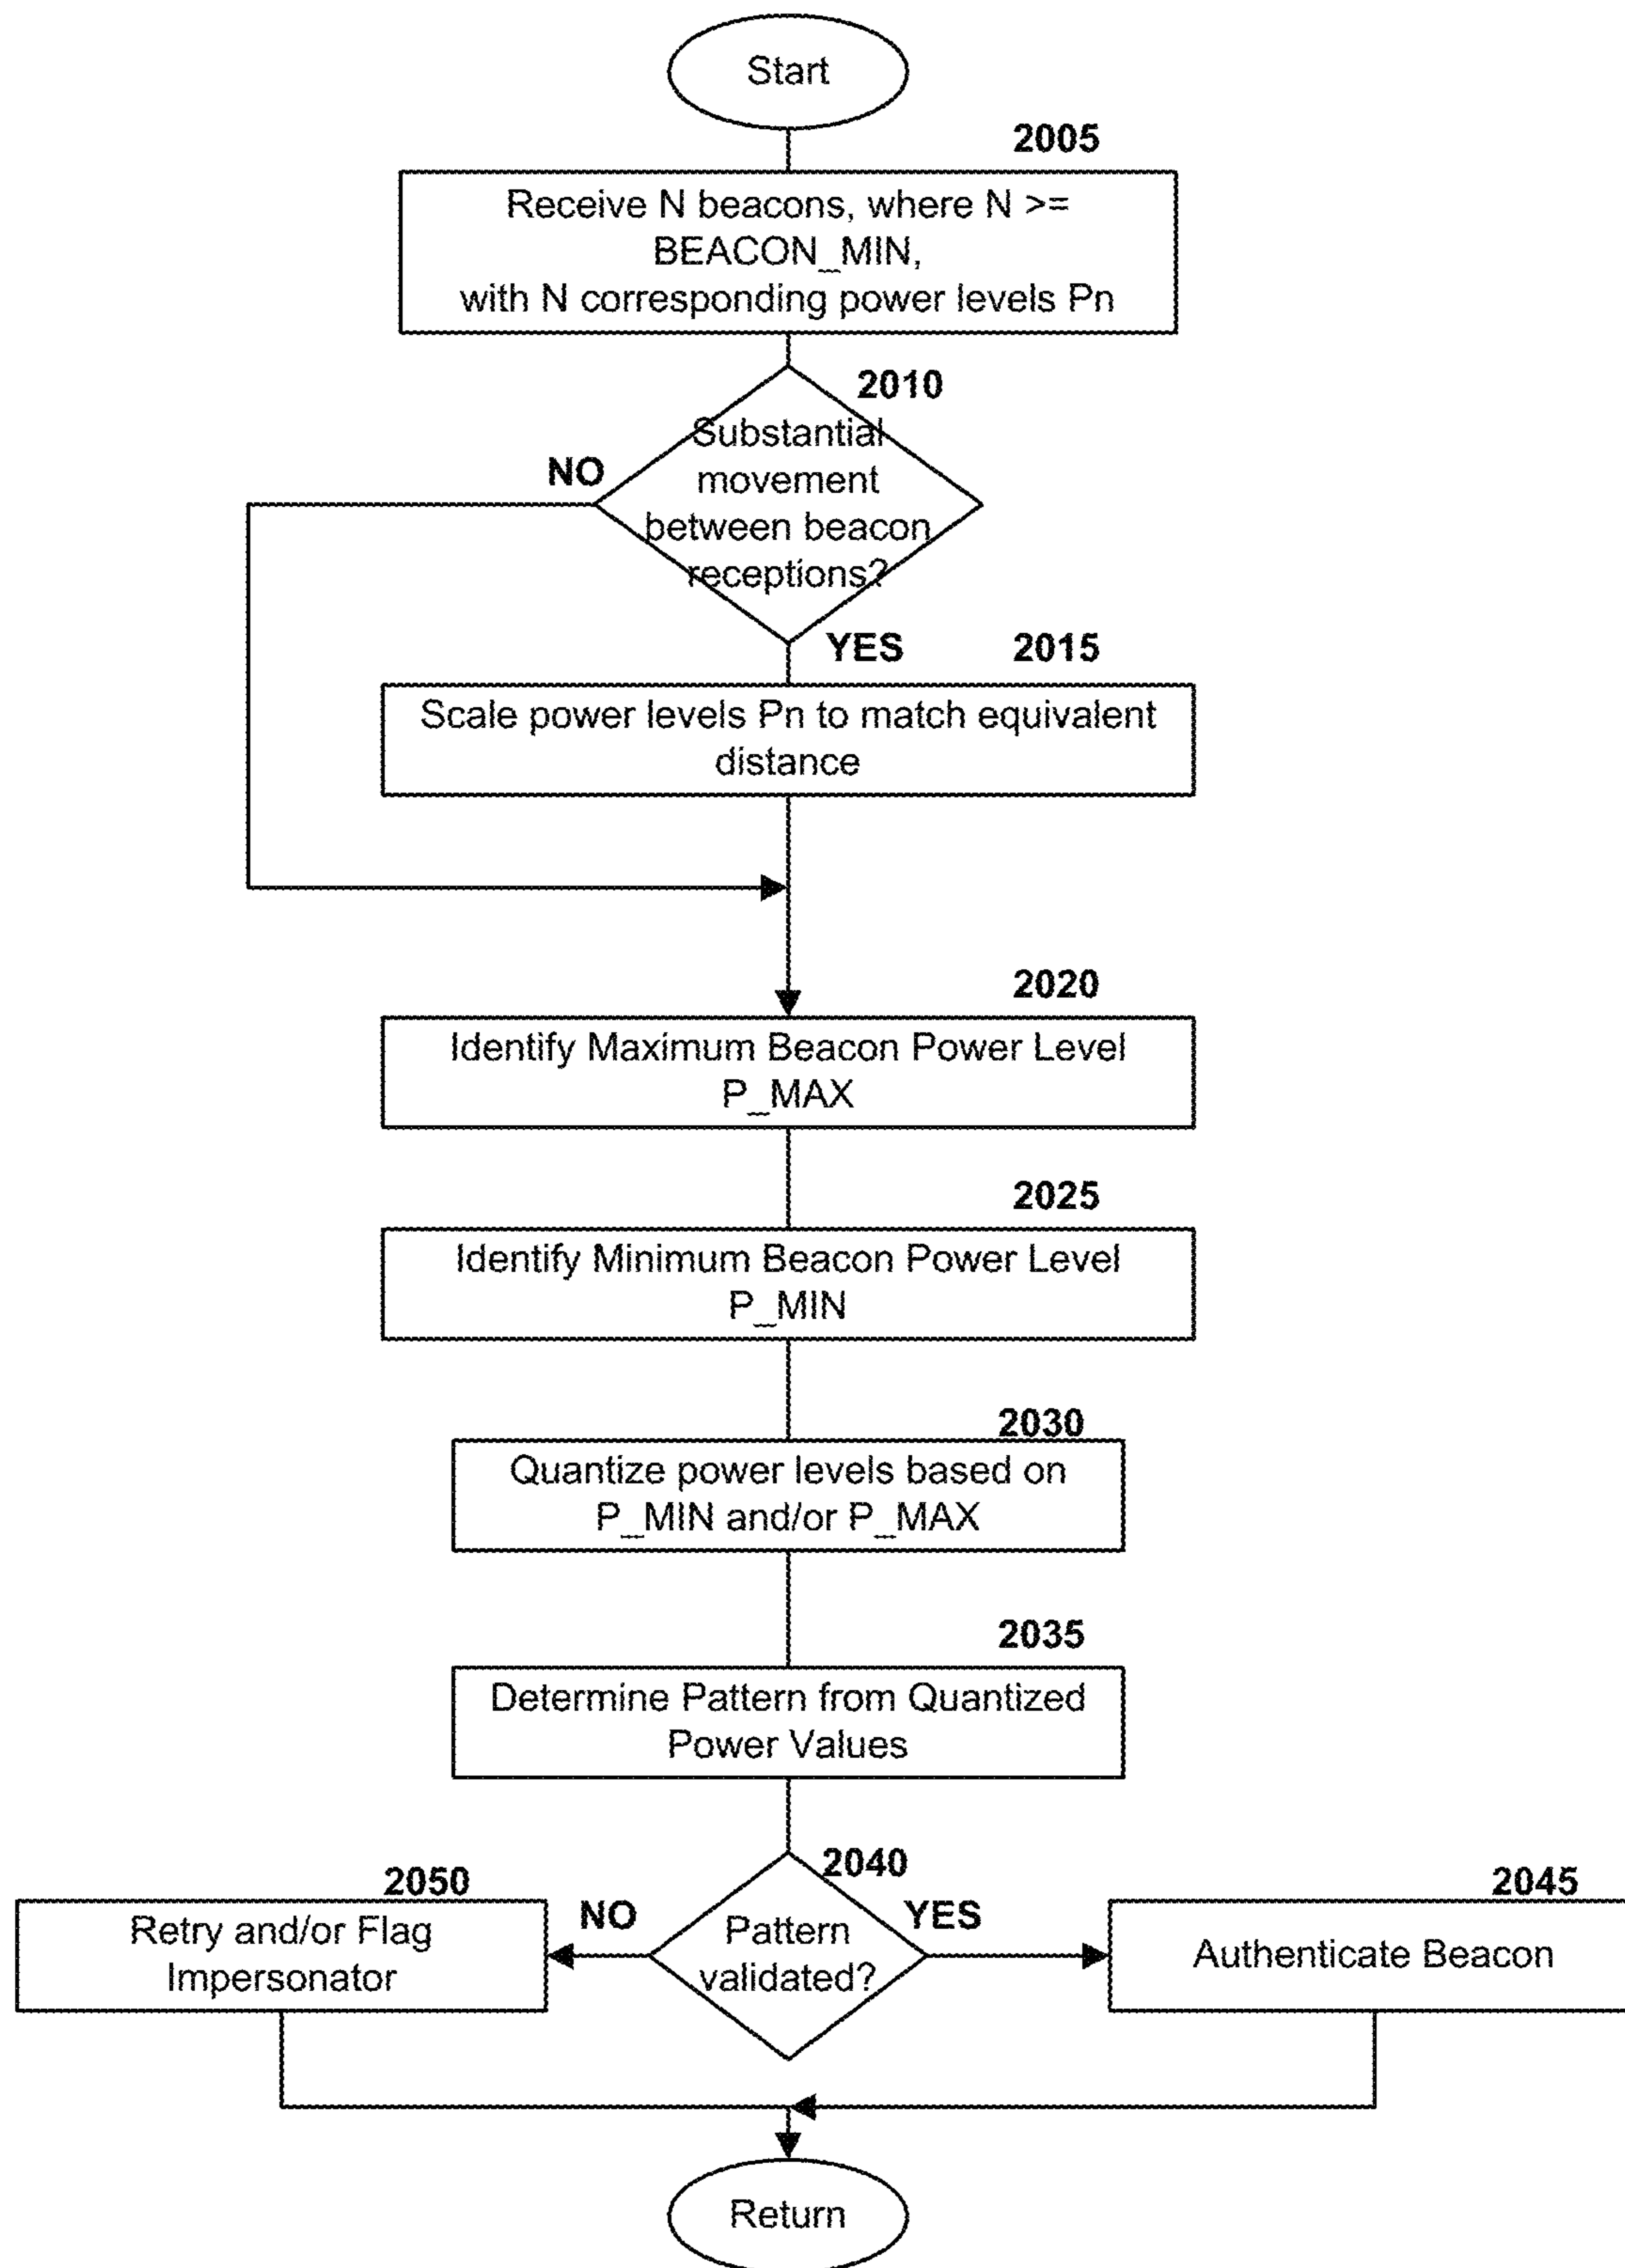 Start
2005
Receive N beacons, where N >=
BEACON_MIN,
with N corresponding power levels Pn
2010
Substantial
movement
between beacon
receptions?
NO
YES
2015
Scale power levels Pn to match equivalent
distance
2020
Identify Maximum Beacon Power Level
P_MAX
2025
Identify Minimum Beacon Power Level
P_MIN
2030
Quantize power levels based on
P_MIN and/or P_MAX
2035
Determine Pattern from Quantized
Power Values
2040
Pattern
validated?
NO
YES
2050
Retry and/or Flag
Impersonator
2045
Authenticate Beacon
Return